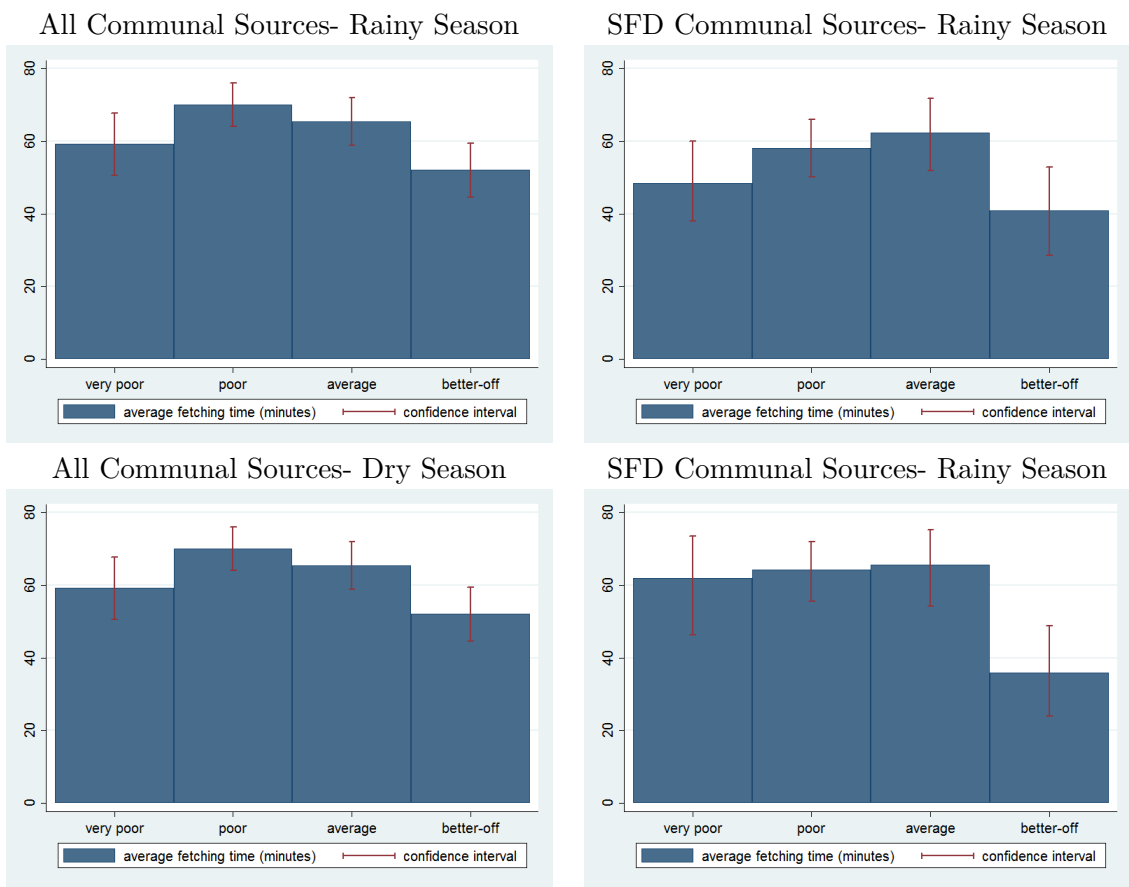 All Communal Sources- Rainy Season
80
60
40
20
0
very poor poor average better-off
average fetching time (minutes) confidence interval
SFD Communal Sources- Rainy Season
80
60
40
20
0
very poor poor average better-off
average fetching time (minutes) confidence interval
All Communal Sources- Dry Season
80
60
40
20
0
very poor poor average better-off
average fetching time (minutes) confidence interval
SFD Communal Sources- Rainy Season
80
60
40
20
0
very poor poor average better-off
average fetching time (minutes) confidence interval